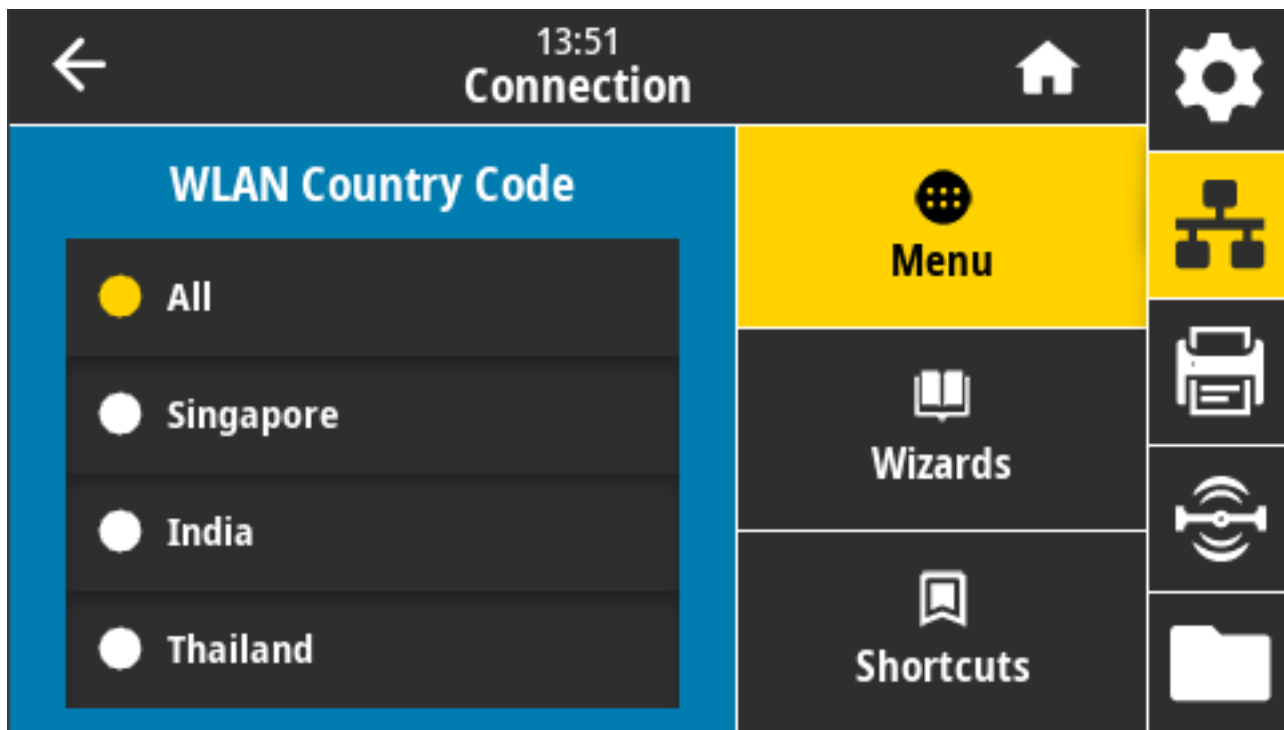 13:51
Connection
WLAN Country Code
All
Singapore
India
Thailand
Menu
Wizards
Shortcuts